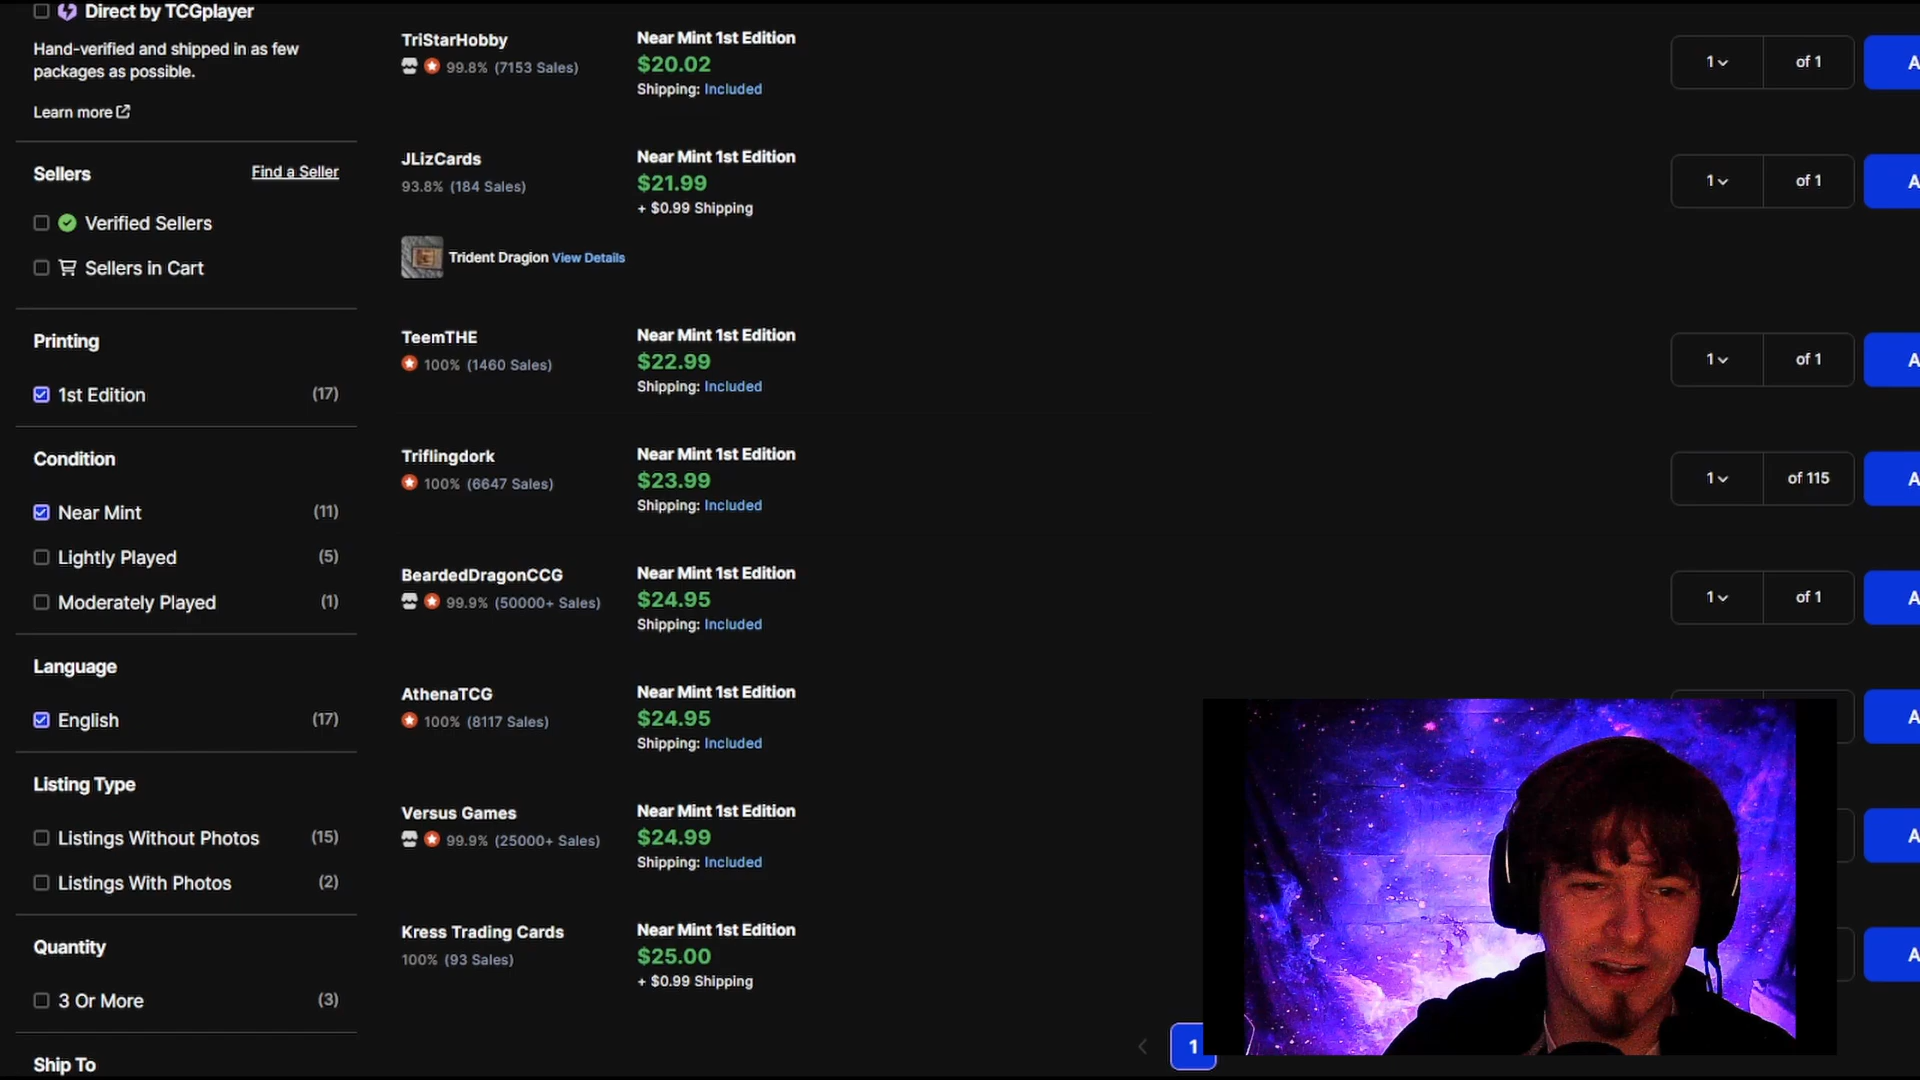 Direct by TCGplayer
Hand-verified and shipped in as few
packages as possible.
Learn more
Sellers
Find a Seller
Verified Sellers
Sellers in Cart
Printing
1st Edition (17)
Condition
Near Mint (11)
Lightly Played (5)
Moderately Played (1)
Language
English (17)
Listing Type
Listings Without Photos (15)
Listings With Photos (2)
Quantity
3 Or More (3)
Ship To
TriStarHobby
99.8% (7153 Sales)
Near Mint 1st Edition
$20.02
Shipping: Included
1 of 1
A
JLizCards
93.8% (184 Sales)
Near Mint 1st Edition
$21.99
+ $0.99 Shipping
1 of 1
A
Trident Dragion View Details
TeemTHE
100% (1460 Sales)
Near Mint 1st Edition
$22.99
Shipping: Included
1 of 1
A
Triflingdork
100% (6647 Sales)
Near Mint 1st Edition
$23.99
Shipping: Included
1 of 115
A
BeardedDragonCCG
99.9% (50000+ Sales)
Near Mint 1st Edition
$24.95
Shipping: Included
1 of 1
A
AthenaTCG
100% (8117 Sales)
Near Mint 1st Edition
$24.95
Shipping: Included
A
Versus Games
99.9% (25000+ Sales)
Near Mint 1st Edition
$24.99
Shipping: Included
A
Kress Trading Cards
100% (93 Sales)
Near Mint 1st Edition
$25.00
+ $0.99 Shipping
A
1